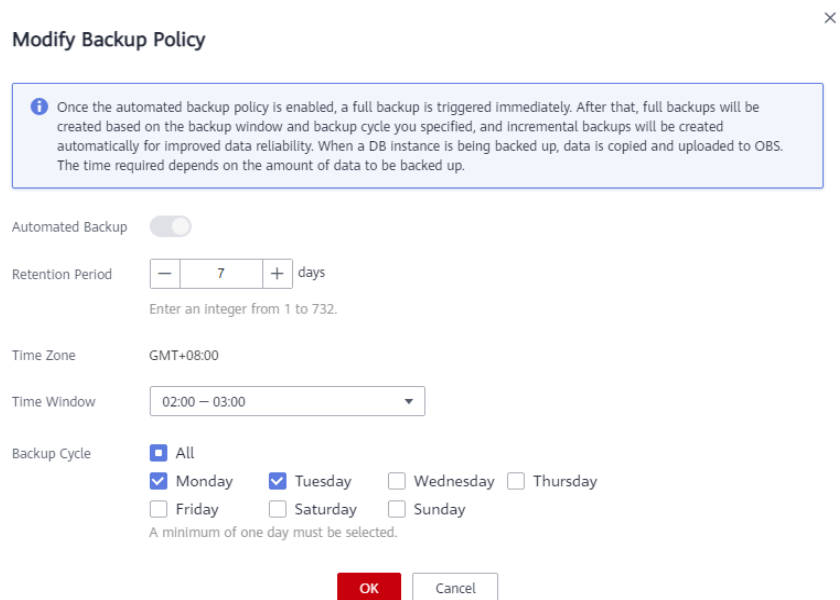 Modify Backup Policy
Once the automated backup policy is enabled, a full backup is triggered immediately. After that, full backups will be
created based on the backup window and backup cycle you specified, and incremental backups will be created
automatically for improved data reliability. When a DB instance is being backed up, data is copied and uploaded to OBS.
The time required depends on the amount of data to be backed up.
Automated Backup
Retention Period 7 days
Enter an integer from 1 to 732.
Time Zone GMT+08:00
Time Window 02:00 — 03:00
Backup Cycle All
Monday Tuesday Wednesday Thursday
Friday Saturday Sunday
A minimum of one day must be selected.
OK Cancel